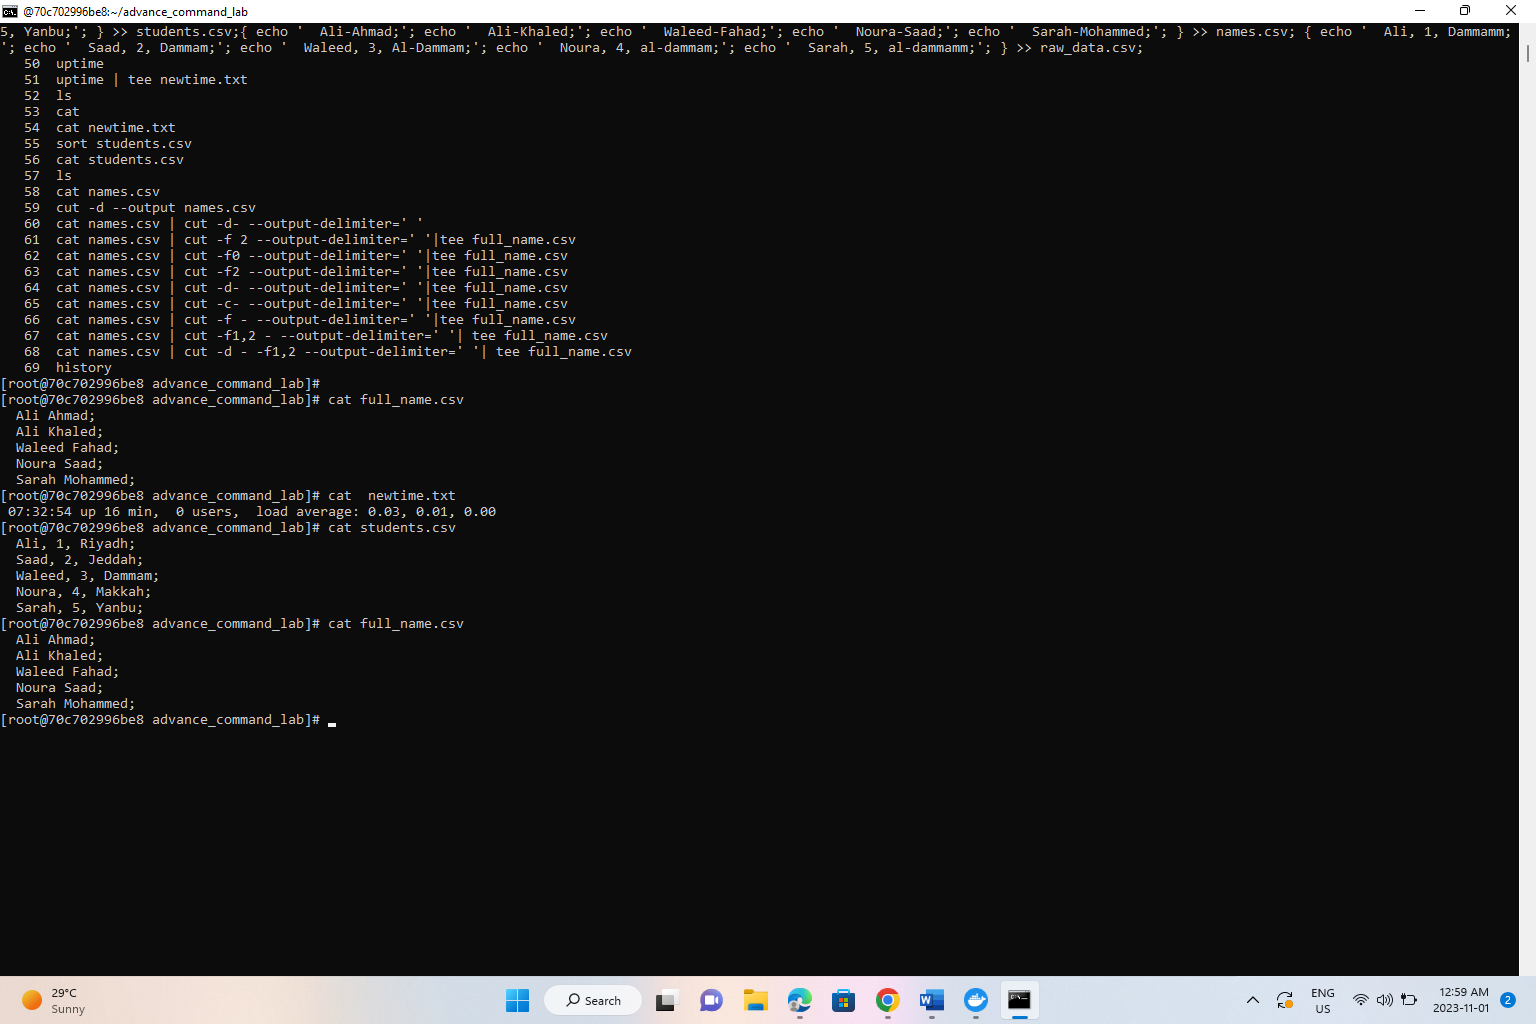 @70c702996be8:~/advance_command_lab
5, Yanbu;'; } >> students.csv;{ echo '  Ali-Ahmad;'; echo '  Ali-Khaled;'; echo '  Waleed-Fahad;'; echo '  Noura-Saad;'; echo '  Sarah-Mohammed;'; } >> names.csv; { echo '  Ali, 1, Dammamm;
'; echo '  Saad, 2, Dammam;'; echo '  Waleed, 3, Al-Dammam;'; echo '  Noura, 4, al-dammam;'; echo '  Sarah, 5, al-dammamm;'; } >> raw_data.csv;
50  uptime
51  uptime | tee newtime.txt
52  ls
53  cat
54  cat newtime.txt
55  sort students.csv
56  cat students.csv
57  ls
58  cat names.csv
59  cut -d --output names.csv
60  cat names.csv | cut -d- --output-delimiter=' '
61  cat names.csv | cut -f 2 --output-delimiter=' '|tee full_name.csv
62  cat names.csv | cut -f0 --output-delimiter=' '|tee full_name.csv
63  cat names.csv | cut -f2 --output-delimiter=' '|tee full_name.csv
64  cat names.csv | cut -d- --output-delimiter=' '|tee full_name.csv
65  cat names.csv | cut -c- --output-delimiter=' '|tee full_name.csv
66  cat names.csv | cut -f - --output-delimiter=' '|tee full_name.csv
67  cat names.csv | cut -f1,2 - --output-delimiter=' '| tee full_name.csv
68  cat names.csv | cut -d - -f1,2 --output-delimiter=' '| tee full_name.csv
69  history
[root@70c702996be8 advance_command_lab]#
[root@70c702996be8 advance_command_lab]# cat full_name.csv
Ali Ahmad;
Ali Khaled;
Waleed Fahad;
Noura Saad;
Sarah Mohammed;
[root@70c702996be8 advance_command_lab]# cat  newtime.txt
07:32:54 up 16 min,  0 users,  load average: 0.03, 0.01, 0.00
[root@70c702996be8 advance_command_lab]# cat students.csv
Ali, 1, Riyadh;
Saad, 2, Jeddah;
Waleed, 3, Dammam;
Noura, 4, Makkah;
Sarah, 5, Yanbu;
[root@70c702996be8 advance_command_lab]# cat full_name.csv
Ali Ahmad;
Ali Khaled;
Waleed Fahad;
Noura Saad;
Sarah Mohammed;
[root@70c702996be8 advance_command_lab]#
29°C
Sunny
Search
ENG
US
12:59 AM
2023-11-01
2